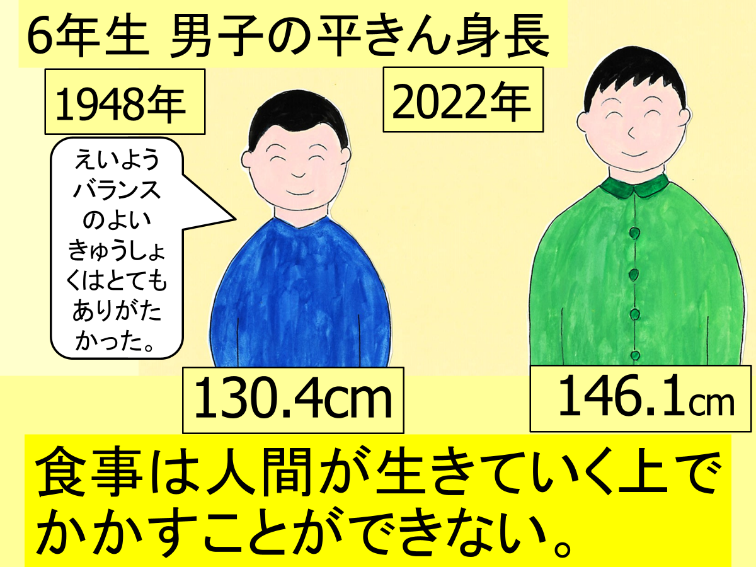 6年生 男子の平きん身長
1948年
2022年
えいよう
バランス
のよい
きゅうしょ
くはとても
ありがた
かった。
130.4cm
146.1cm
食事は人間が生きていく上で
かかすことができない。